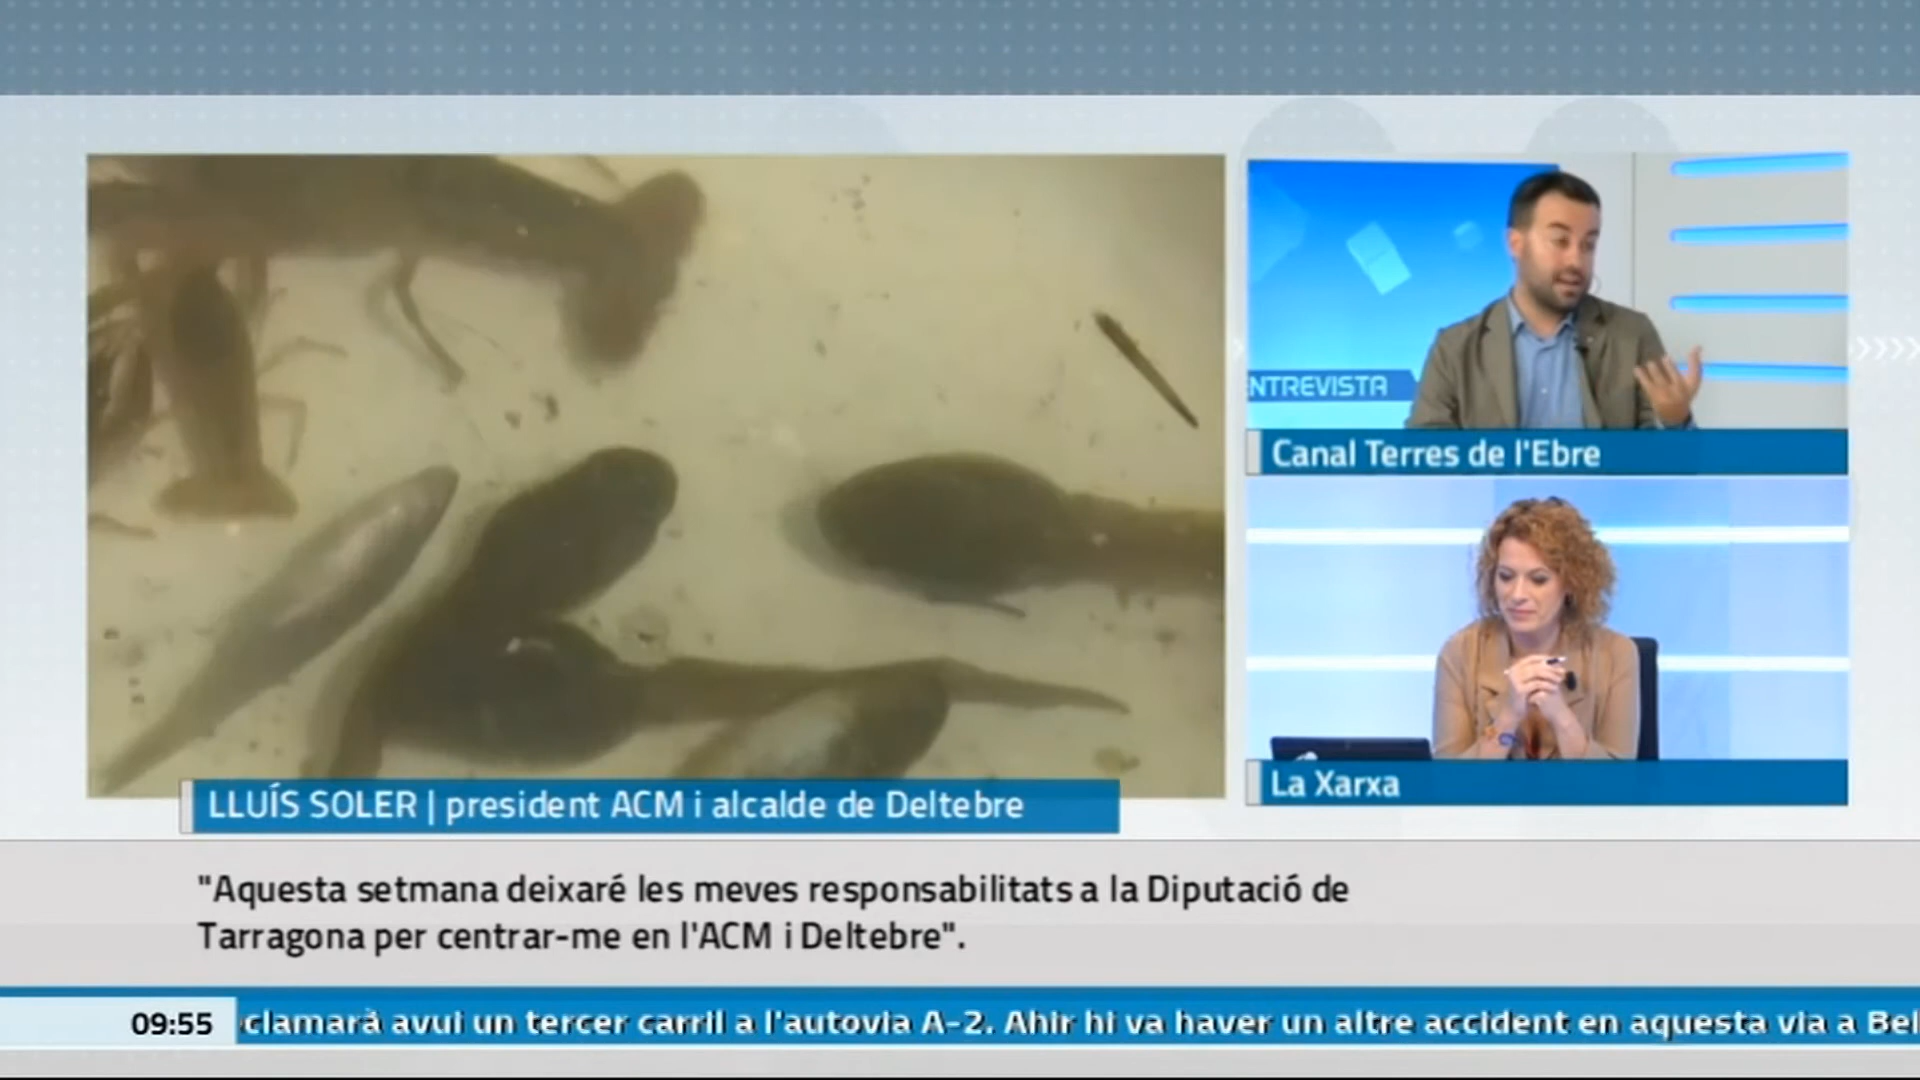 ENTREVISTA
Canal Terres de l'Ebre
La Xarxa
LLUÍS SOLER | president ACM i alcalde de Deltebre
"Aquesta setmana deixaré les meves responsabilitats a la Diputació de
Tarragona per centrar-me en l'ACM i Deltebre".
09:55
clamarà avui un tercer carril a l'autovia A-2. Ahir hi va haver un altre accident en aquesta via a Bel